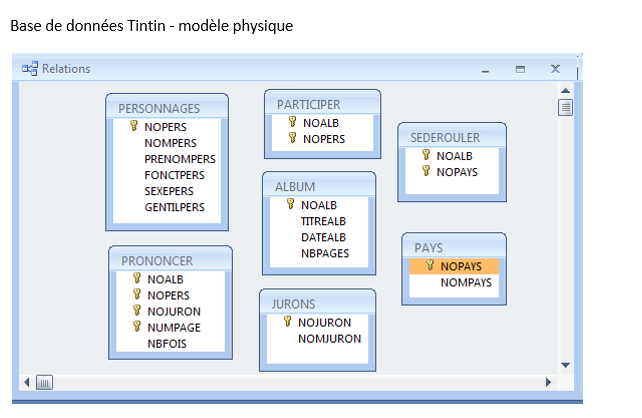 Base de données Tintin - modèle physique
Relations
PERSONNAGES
NOPERS
NOMPERS
PRENOMPERS
FONCTPERS
SEXEPERS
GENTILPERS
PARTICIPER
NOALB
NOPERS
SEDEROULER
NOALB
NOPAYS
ALBUM
NOALB
TITREALB
DATEALB
NBPAGES
PRONONCER
NOALB
NOPERS
NOJURON
NUMPAGE
NBFOIS
JURONS
NOJURON
NOMJURON
PAYS
NOPAYS
NOMPAYS